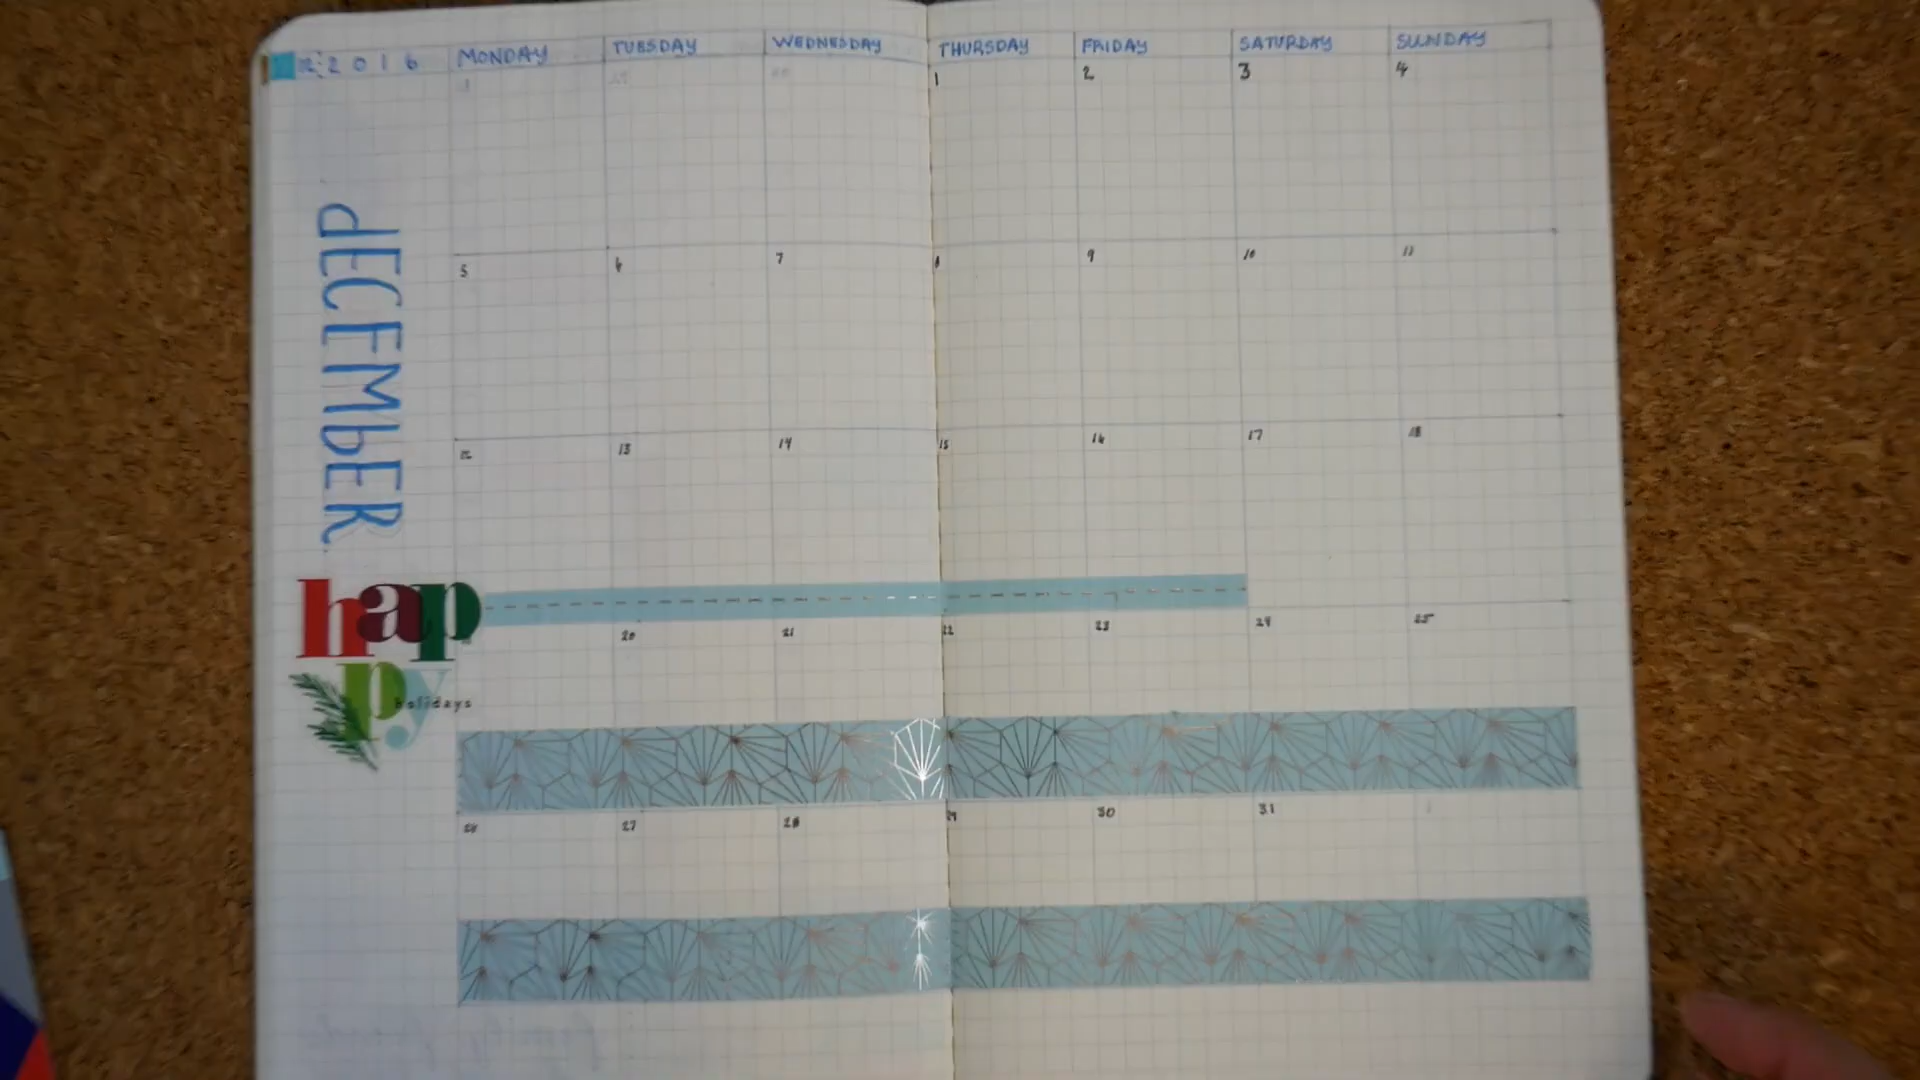 12 2016 MONDAY TUESDAY WEDNESDAY THURSDAY FRIDAY SATURDAY SUNDAY
1 2 3 4
5 6 7 8 9 10 11
12 13 14 15 16 17 18
20 21 22 23 24 25
26 27 28 29 30 31 1
dECEMbER
happy
holidays